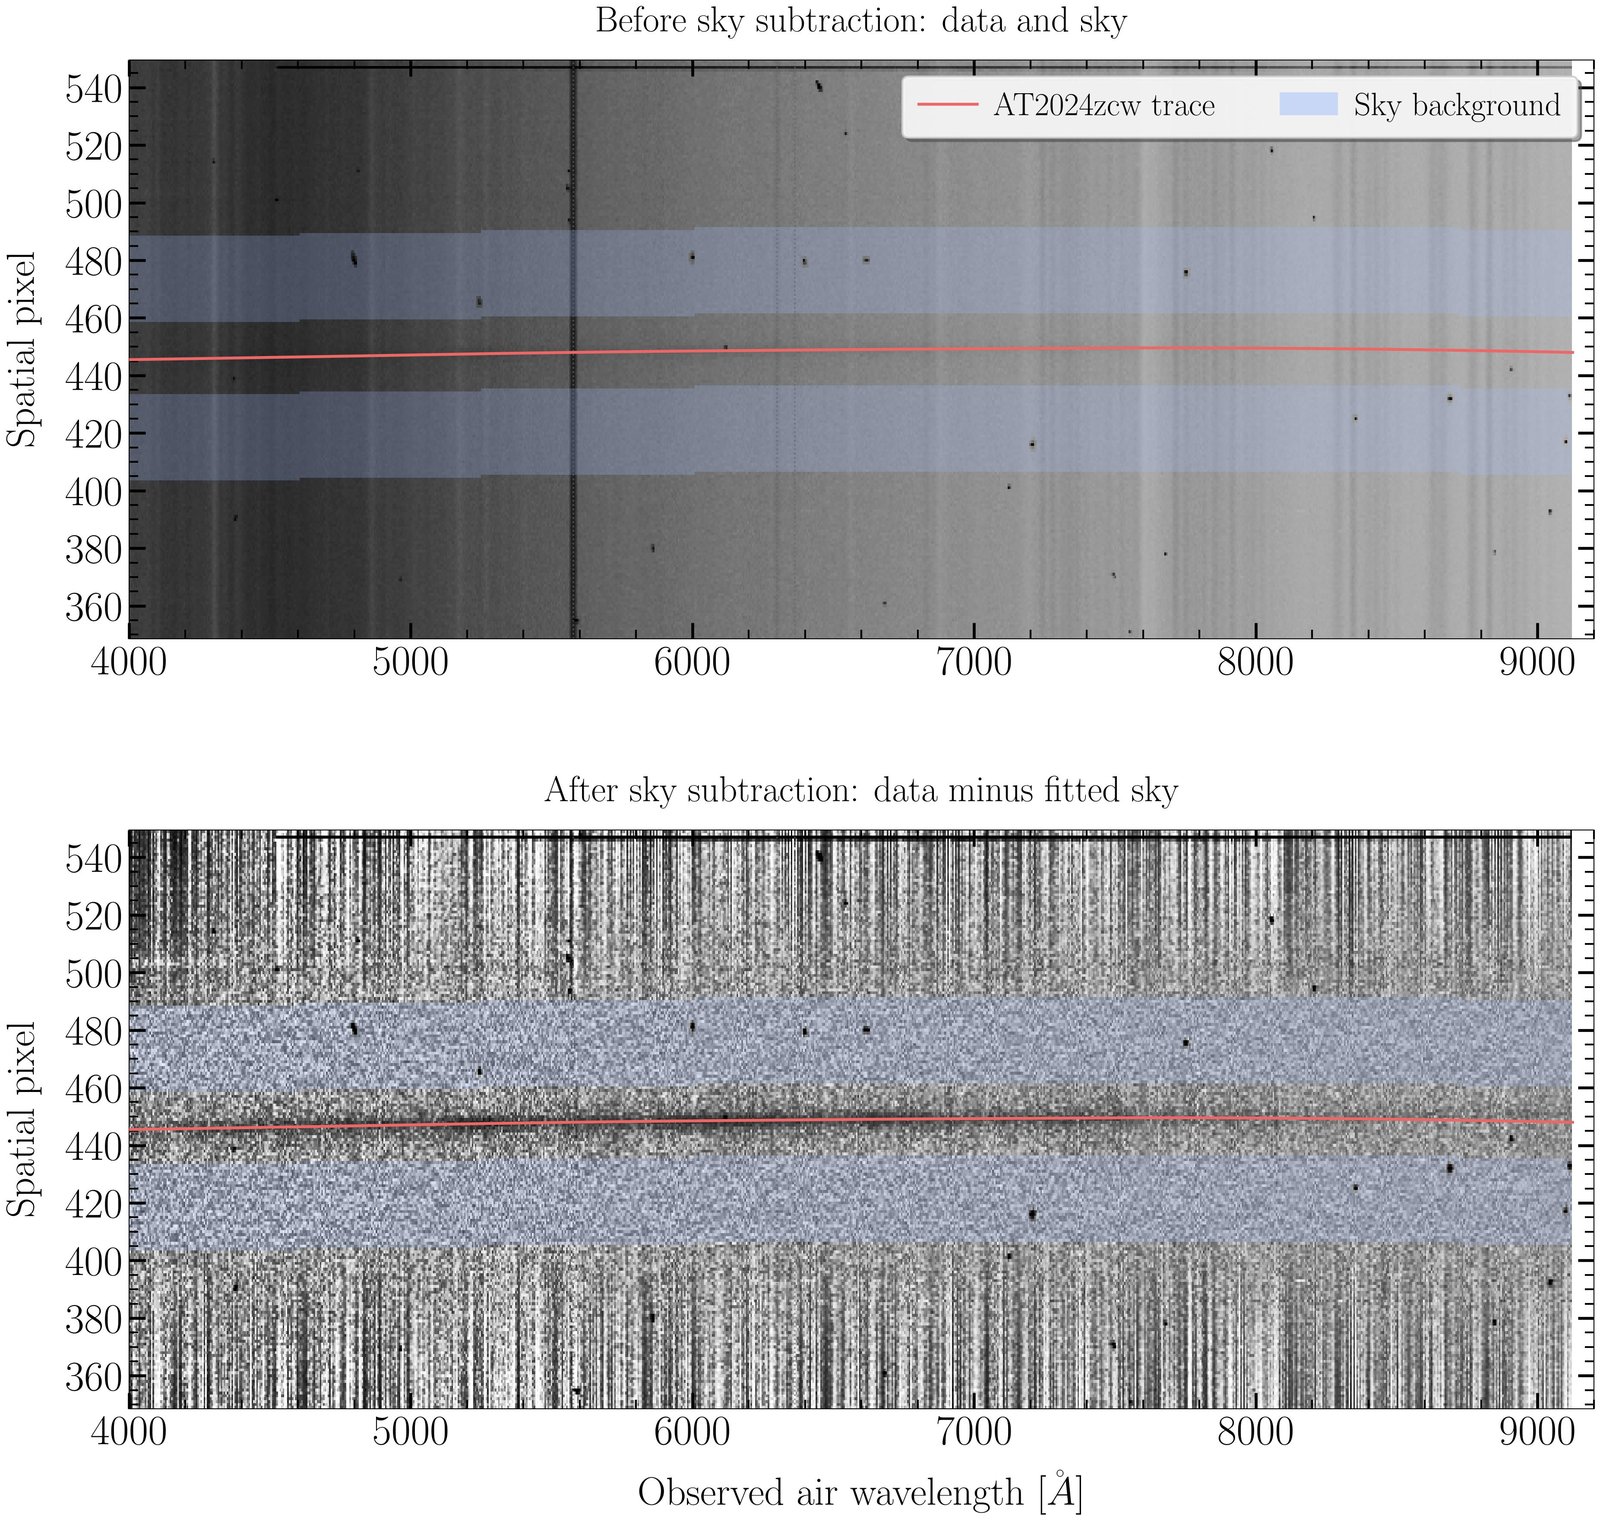 Before sky subtraction: data and sky
AT2024zcw trace
Sky background
Spatial pixel
540
520
500
480
460
440
420
400
380
360
4000 5000 6000 7000 8000 9000
After sky subtraction: data minus fitted sky
Spatial pixel
540
520
500
480
460
440
420
400
380
360
4000 5000 6000 7000 8000 9000
Observed air wavelength [Å]